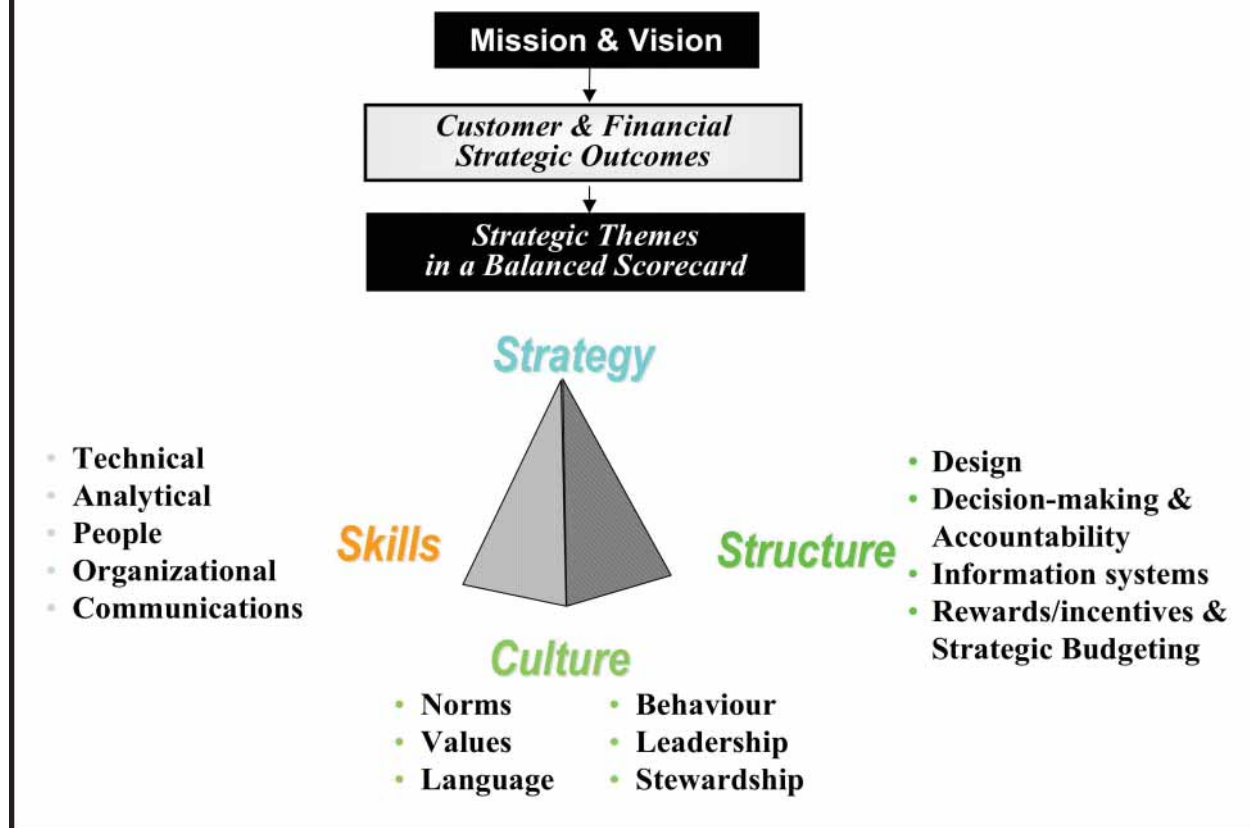 Mission & Vision
Customer & Financial
Strategic Outcomes
Strategic Themes
in a Balanced Scorecard
Strategy
Skills
• Technical
• Analytical
• People
• Organizational
• Communications
Structure
• Design
• Decision-making &
Accountability
• Information systems
• Rewards/incentives &
Strategic Budgeting
Culture
• Norms
• Values
• Language
• Behaviour
• Leadership
• Stewardship